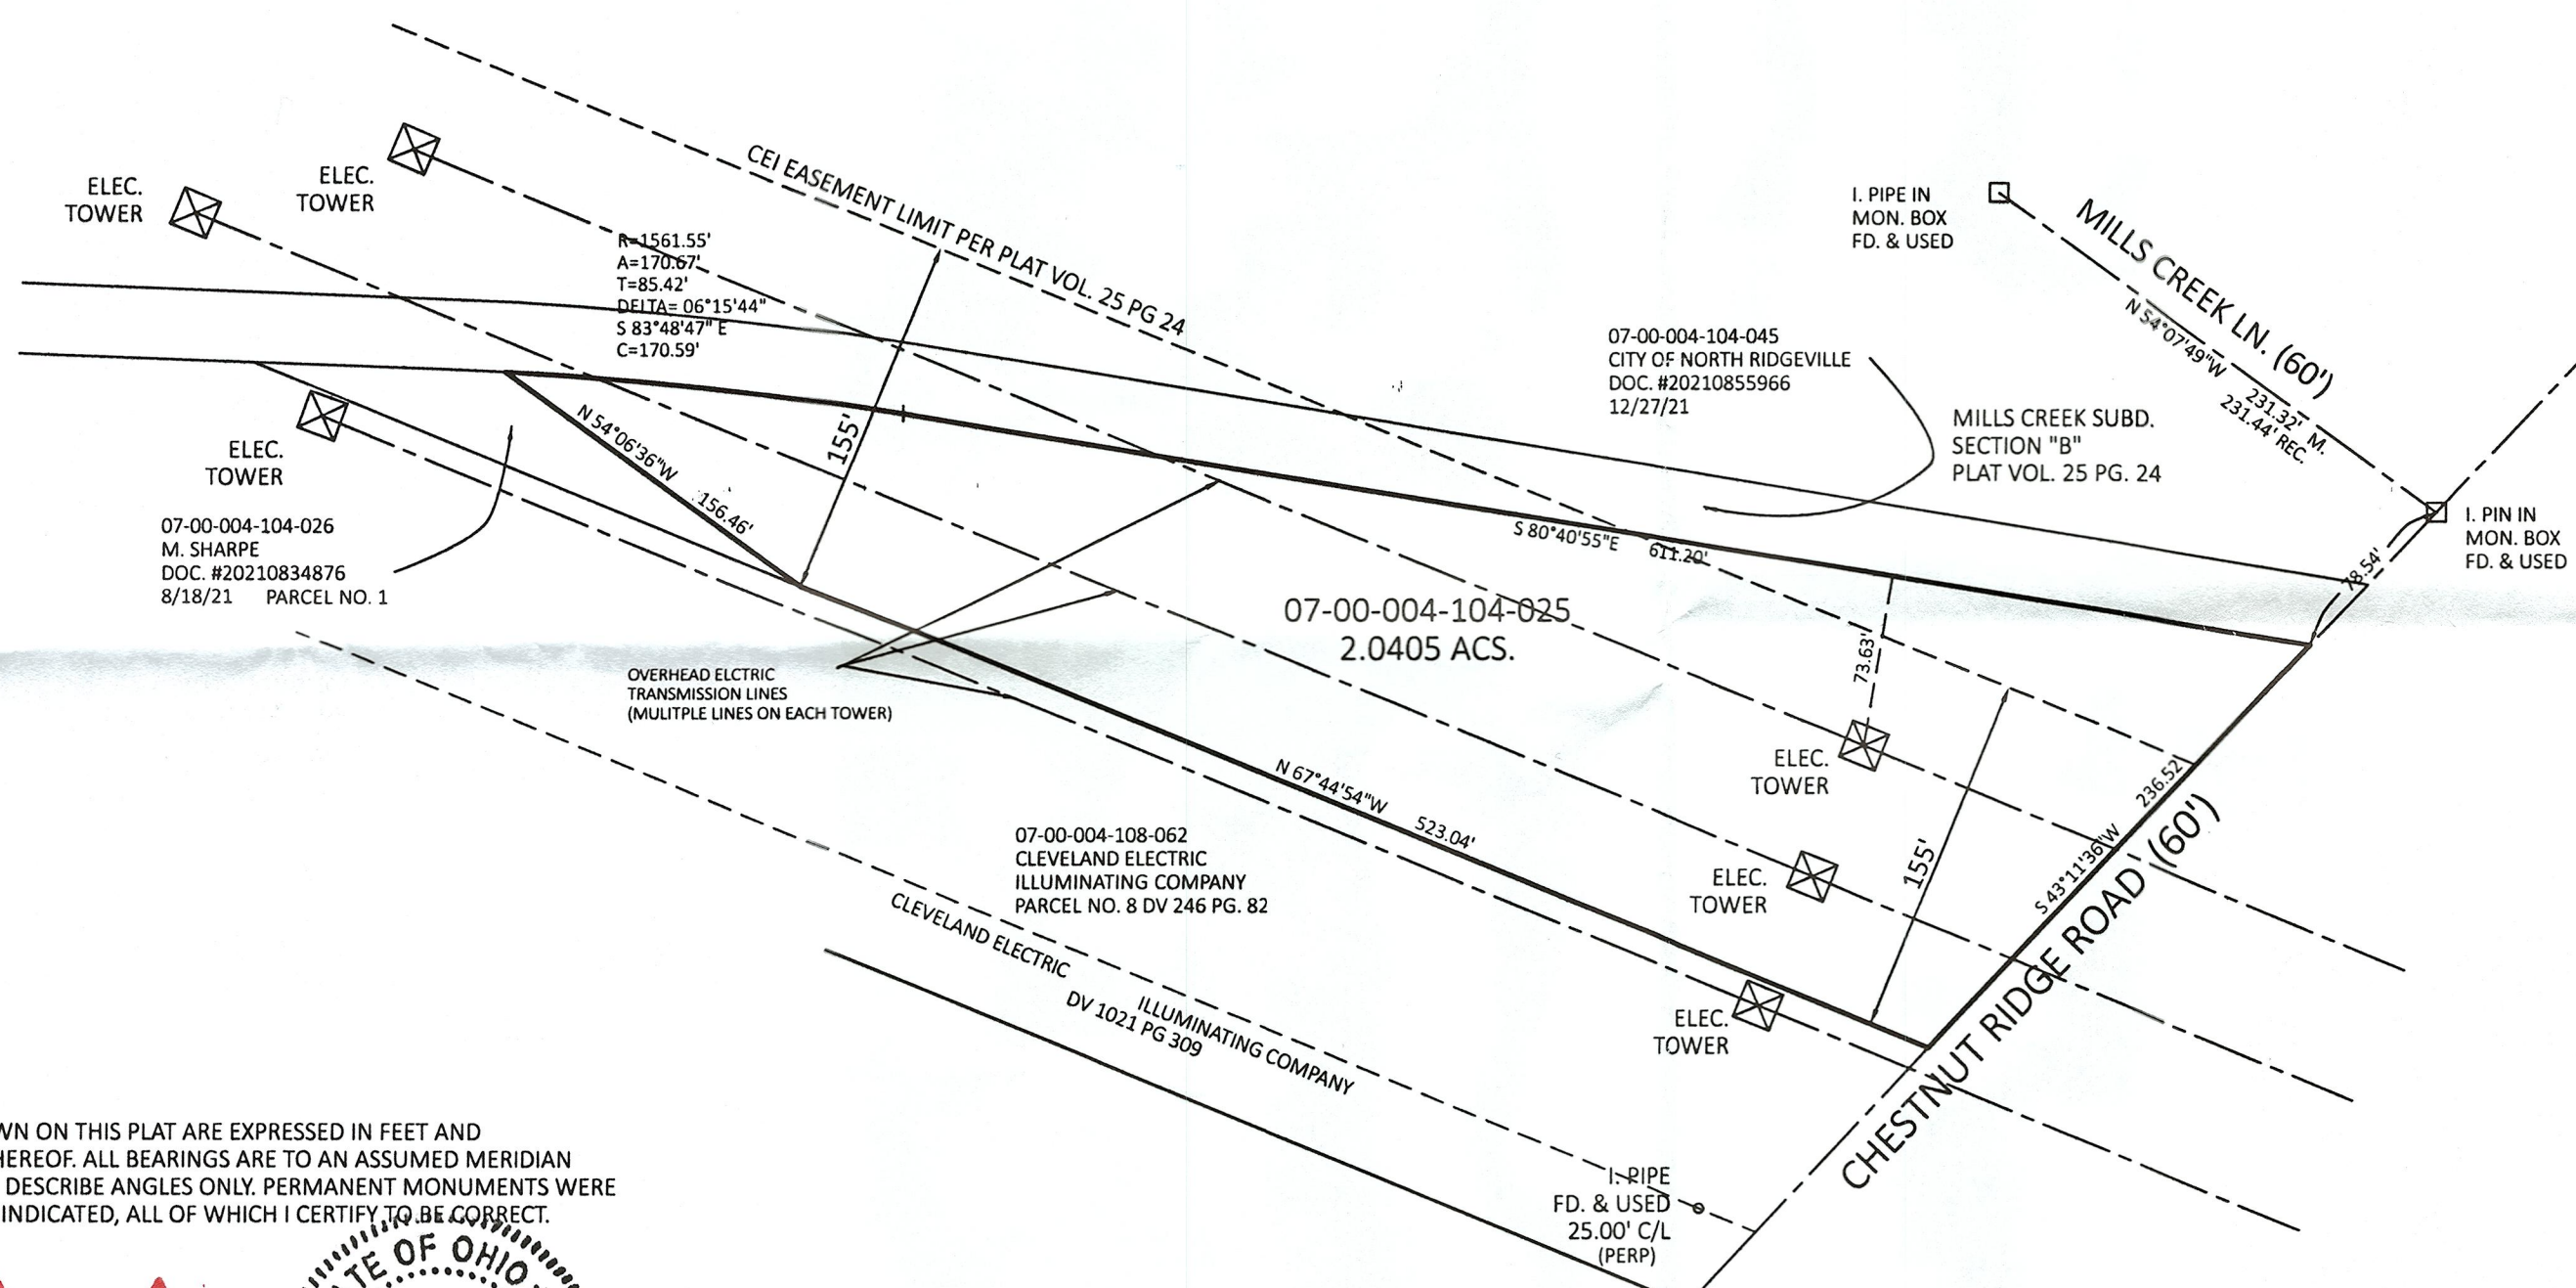 ELEC.
TOWER
ELEC.
TOWER
CEI EASEMENT LIMIT PER PLAT VOL. 25 PG 24
R=1561.55'
A=170.67'
T=85.42'
DELTA= 06°15'44"
S 83°48'47" E
C=170.59'
155'
I. PIPE IN
MON. BOX
FD. & USED
MILLS CREEK LN. (60')
N 54°07'49"W 231.32' M.
231.44' REC.
07-00-004-104-045
CITY OF NORTH RIDGEVILLE
DOC. #20210855966
12/27/21
MILLS CREEK SUBD.
SECTION "B"
PLAT VOL. 25 PG. 24
I. PIN IN
MON. BOX
FD. & USED
78.54'
ELEC.
TOWER
N 54°06'36"W 156.46'
07-00-004-104-026
M. SHARPE
DOC. #20210834876
8/18/21 PARCEL NO. 1
S 80°40'55"E 611.20'
07-00-004-104-025
2.0405 ACS.
73.63'
OVERHEAD ELCTRIC
TRANSMISSION LINES
(MULITPLE LINES ON EACH TOWER)
ELEC.
TOWER
N 67°44'54"W 523.04'
236.52'
S 43°11'36"W
CHESTNUT RIDGE ROAD (60')
155'
ELEC.
TOWER
07-00-004-108-062
CLEVELAND ELECTRIC
ILLUMINATING COMPANY
PARCEL NO. 8 DV 246 PG. 82
CLEVELAND ELECTRIC ILLUMINATING COMPANY
DV 1021 PG 309
ELEC.
TOWER
I. PIPE
FD. & USED
25.00' C/L
(PERP)
WN ON THIS PLAT ARE EXPRESSED IN FEET AND
HEREOF. ALL BEARINGS ARE TO AN ASSUMED MERIDIAN
DESCRIBE ANGLES ONLY. PERMANENT MONUMENTS WERE
INDICATED, ALL OF WHICH I CERTIFY TO BE CORRECT.
ATE OF OHIO